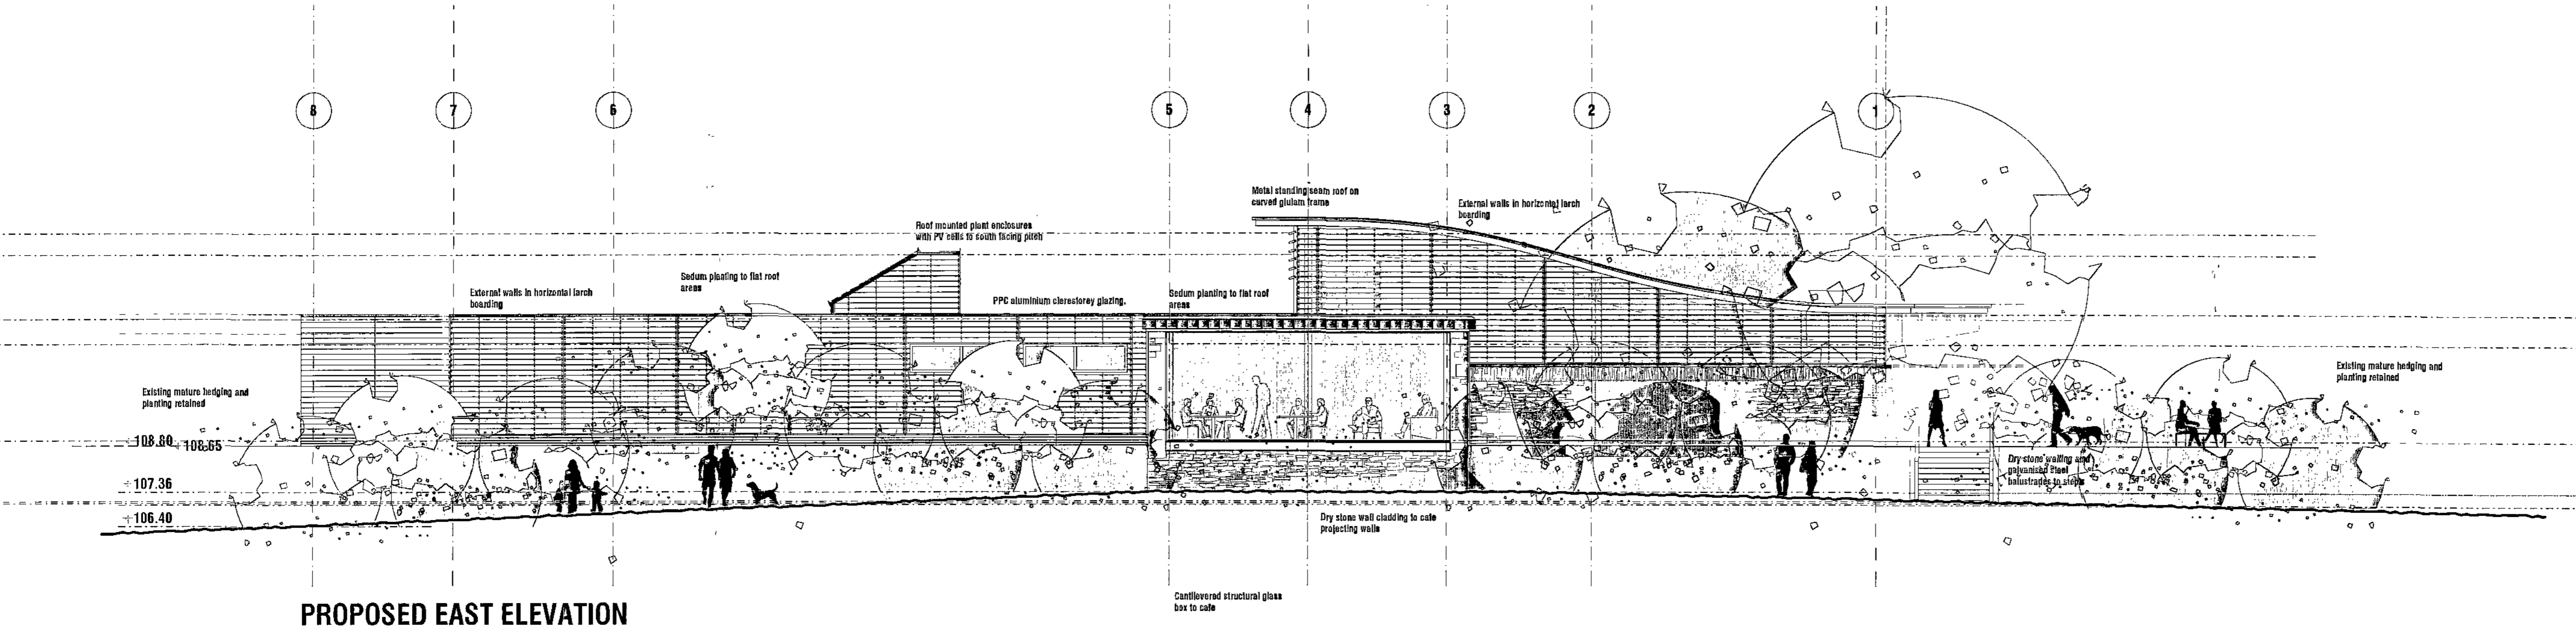 8
7
6
5
4
3
2
1
Metal standing seam roof on
curved glulam frame
External walls in horizontal larch
boarding
Roof mounted plant enclosures
with PV cells to south facing pitch
Sedum planting to flat roof
areas
External walls in horizontal larch
boarding
PPC aluminium clerestorey glazing.
Sedum planting to flat roof
areas
Existing mature hedging and
planting retained
Existing mature hedging and
planting retained
108.80
108.65
107.36
106.40
Dry stone walling and
galvanised steel
balustrades to steps
Dry stone wall cladding to cafe
projecting walls
Cantilevered structural glass
box to cafe
PROPOSED EAST ELEVATION